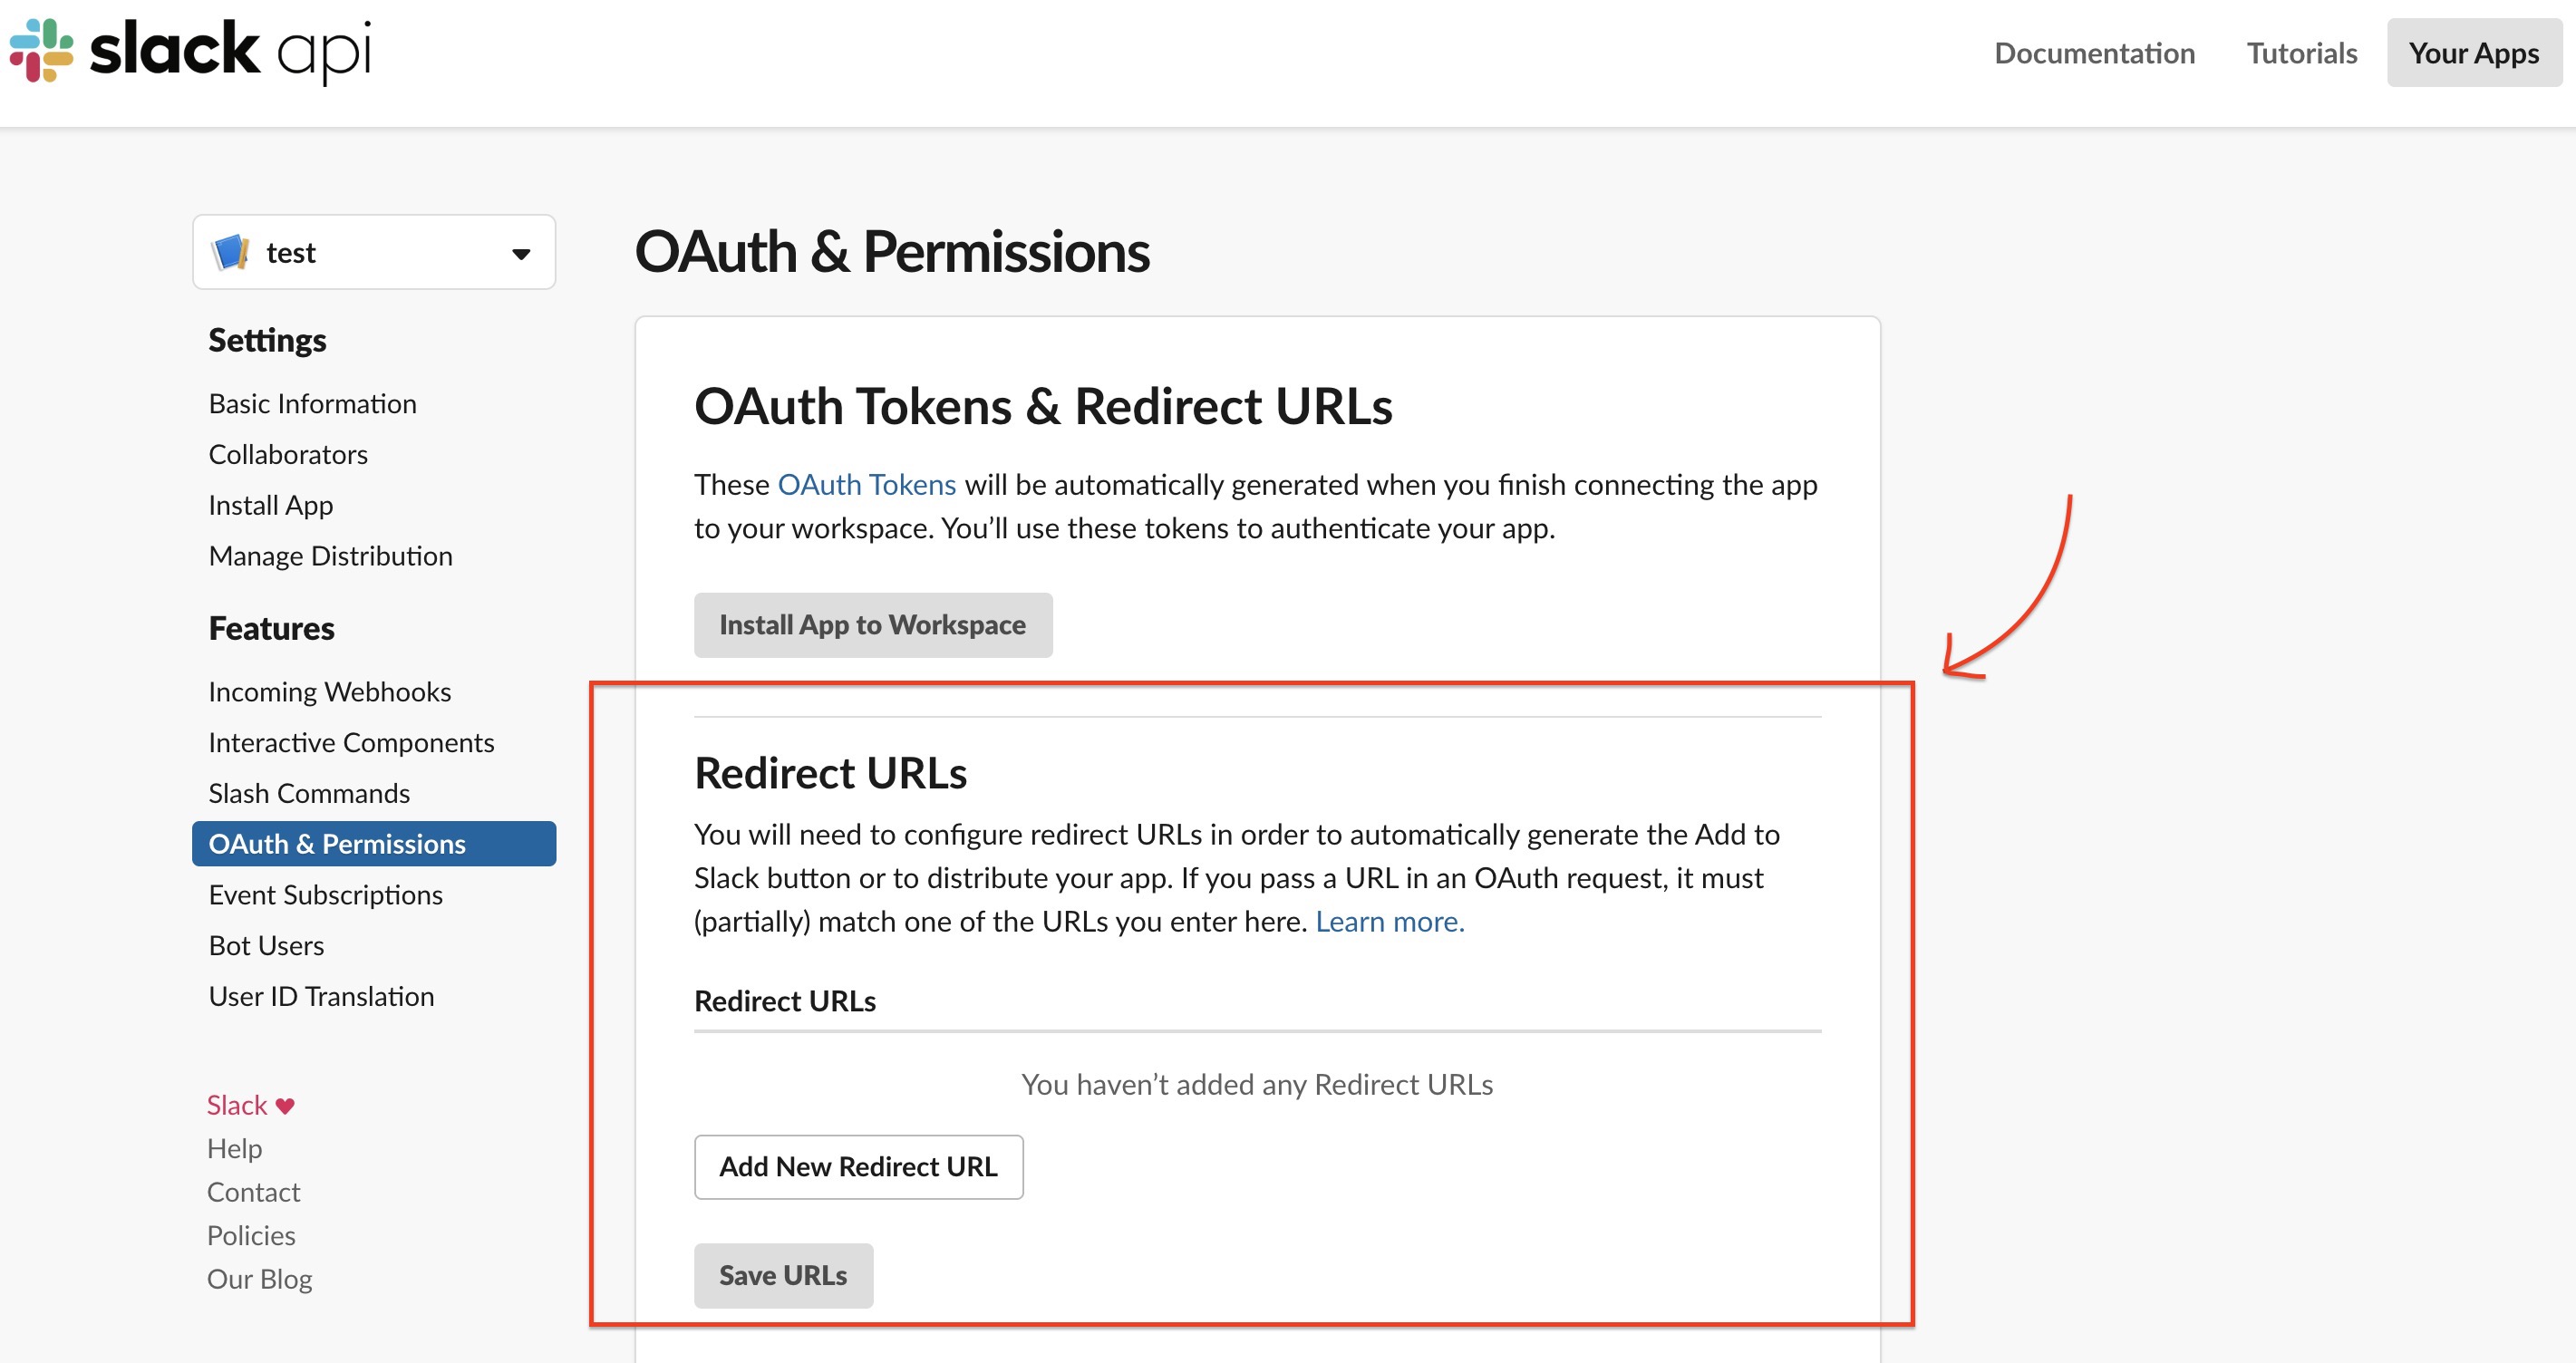 slack api
Documentation
Tutorials
Your Apps
test
Settings
Basic Information
Collaborators
Install App
Manage Distribution
Features
Incoming Webhooks
Interactive Components
Slash Commands
OAuth & Permissions
Event Subscriptions
Bot Users
User ID Translation
Slack ♥
Help
Contact
Policies
Our Blog
OAuth & Permissions
OAuth Tokens & Redirect URLs
These OAuth Tokens will be automatically generated when you finish connecting the app
to your workspace. You’ll use these tokens to authenticate your app.
Install App to Workspace
Redirect URLs
You will need to configure redirect URLs in order to automatically generate the Add to
Slack button or to distribute your app. If you pass a URL in an OAuth request, it must
(partially) match one of the URLs you enter here. Learn more.
Redirect URLs
You haven’t added any Redirect URLs
Add New Redirect URL
Save URLs